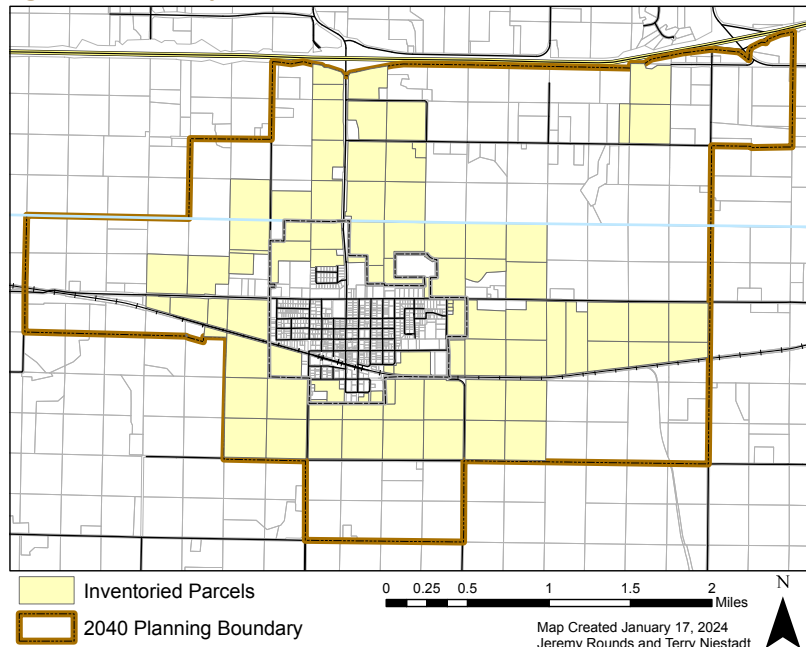 Inventoried Parcels
2040 Planning Boundary
0 0.25 0.5 1 1.5 2
Miles
N
Map Created January 17, 2024
Jeremy Rounds and Terry Niestadt